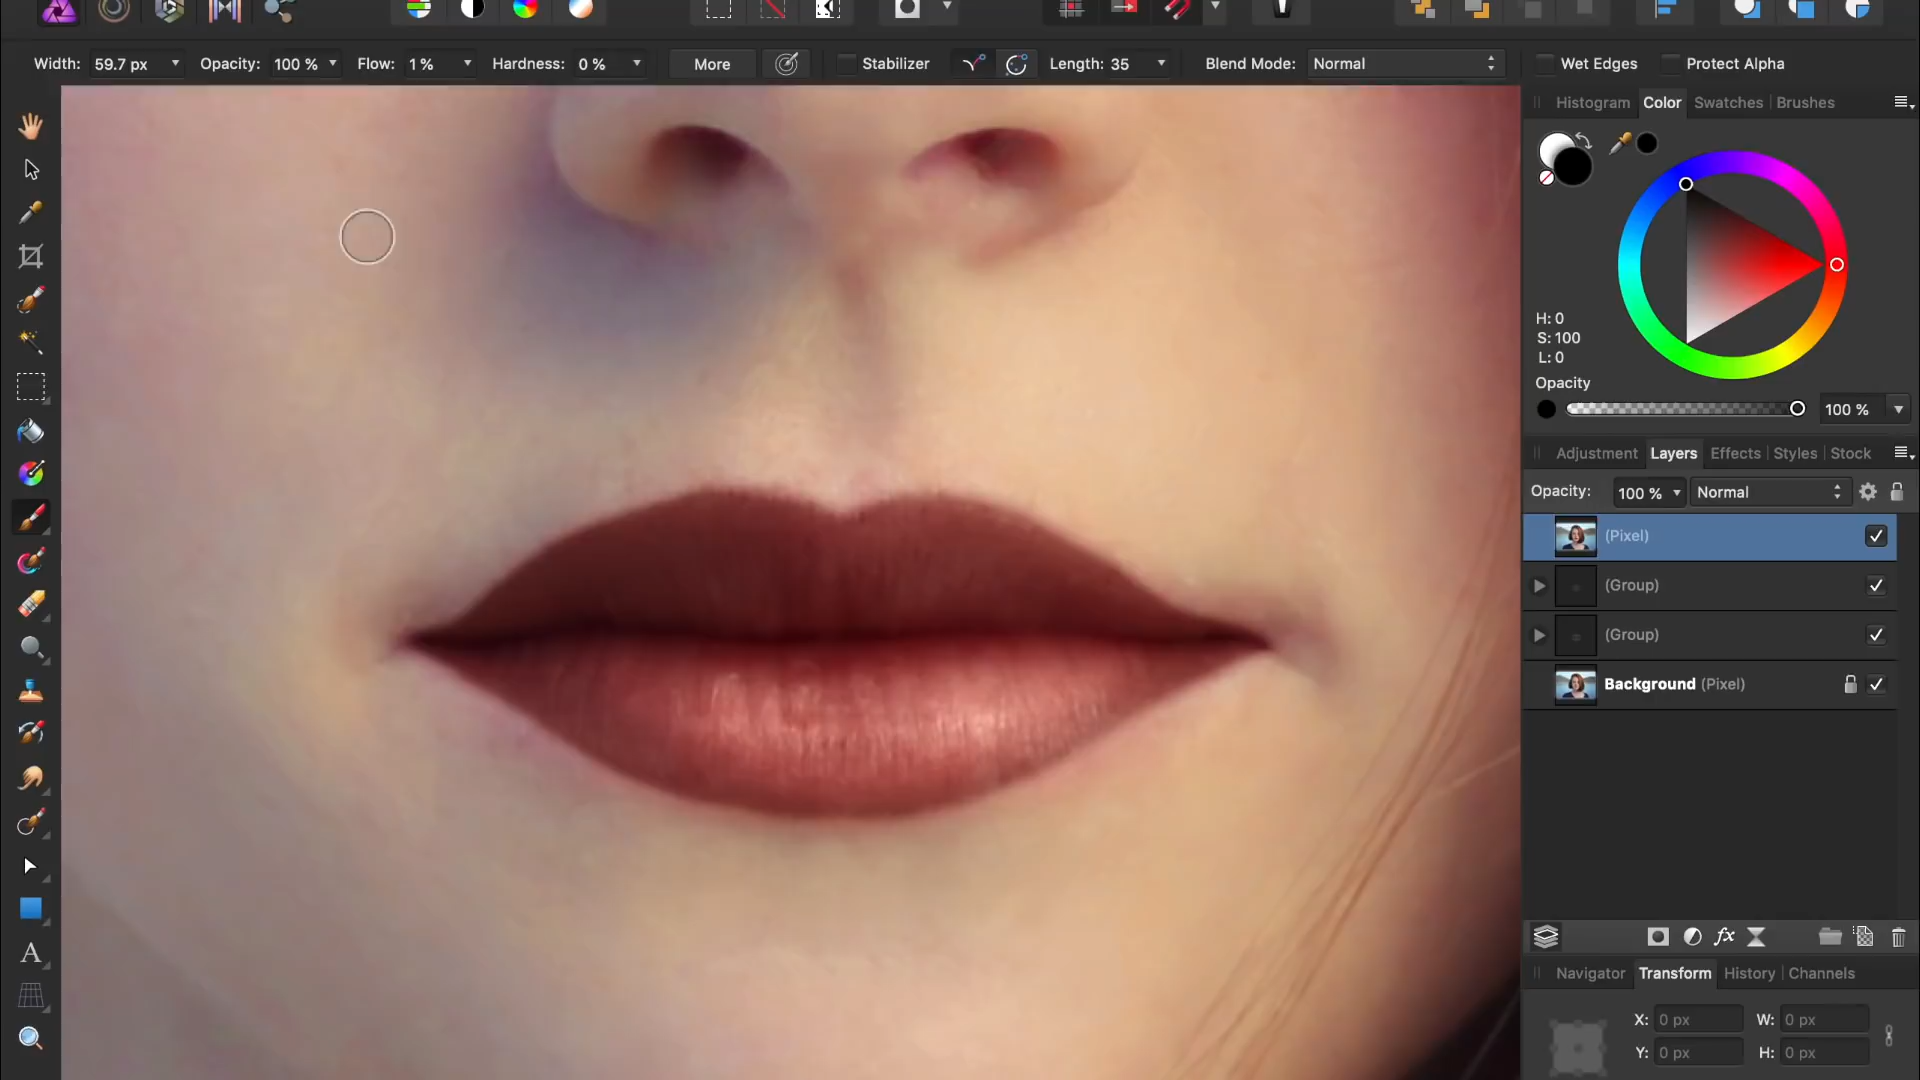 Width: 59.7 px Opacity: 100 % Flow: 1 % Hardness: 0 % More Stabilizer Length: 35 Blend Mode: Normal Wet Edges Protect Alpha
Histogram Color Swatches Brushes
H: 0
S: 100
L: 0
Opacity
100 %
Adjustment Layers Effects Styles Stock
Opacity: 100 % Normal
(Pixel)
(Group)
(Group)
Background (Pixel)
fx
Navigator Transform History Channels
X: 0 px W: 0 px
Y: 0 px H: 0 px